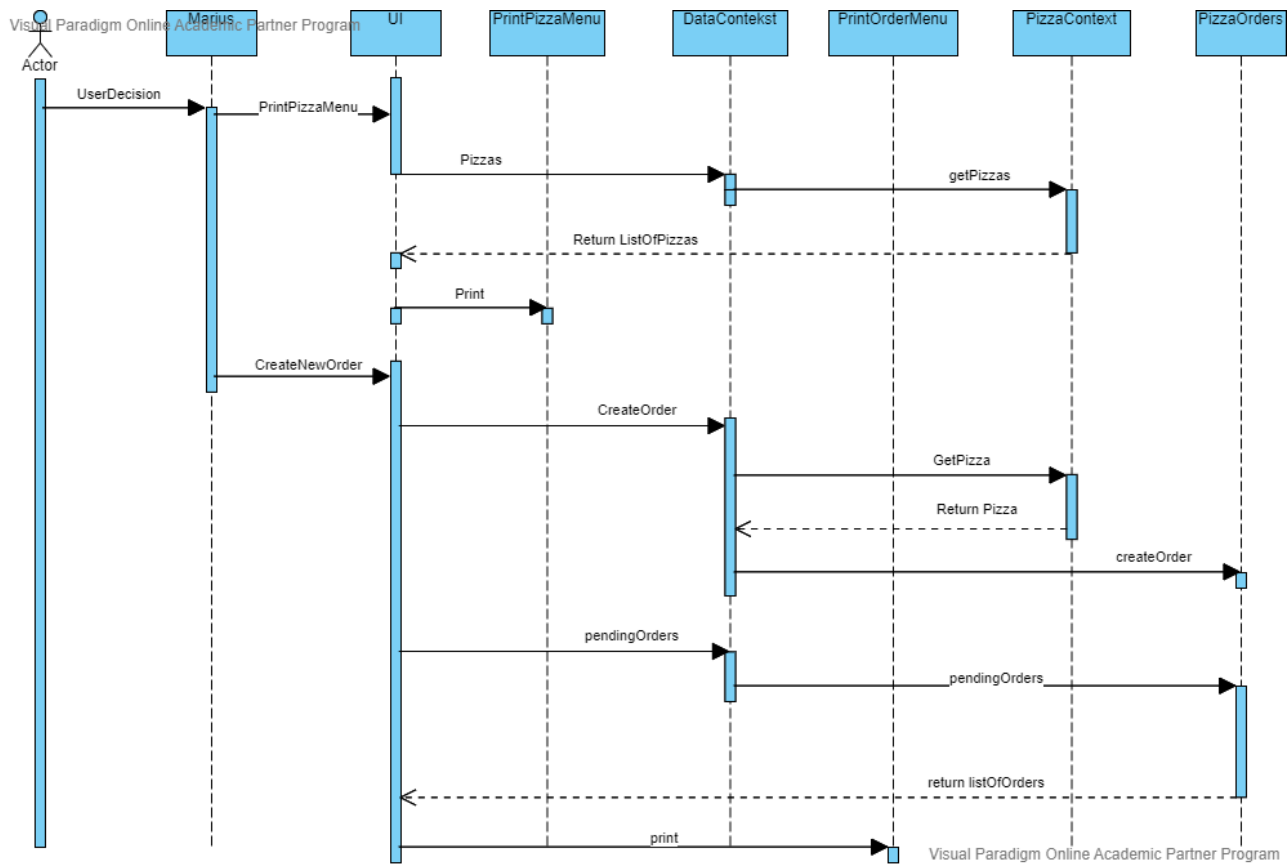 Visual Paradigm Online Academic Partner Program
Actor
Marius
UI
PrintPizzaMenu
DataContekst
PrintOrderMenu
PizzaContext
PizzaOrders
UserDecision
PrintPizzaMenu
Pizzas
getPizzas
Return ListOfPizzas
Print
CreateNewOrder
CreateOrder
GetPizza
Return Pizza
createOrder
pendingOrders
pendingOrders
return listOfOrders
print
Visual Paradigm Online Academic Partner Program